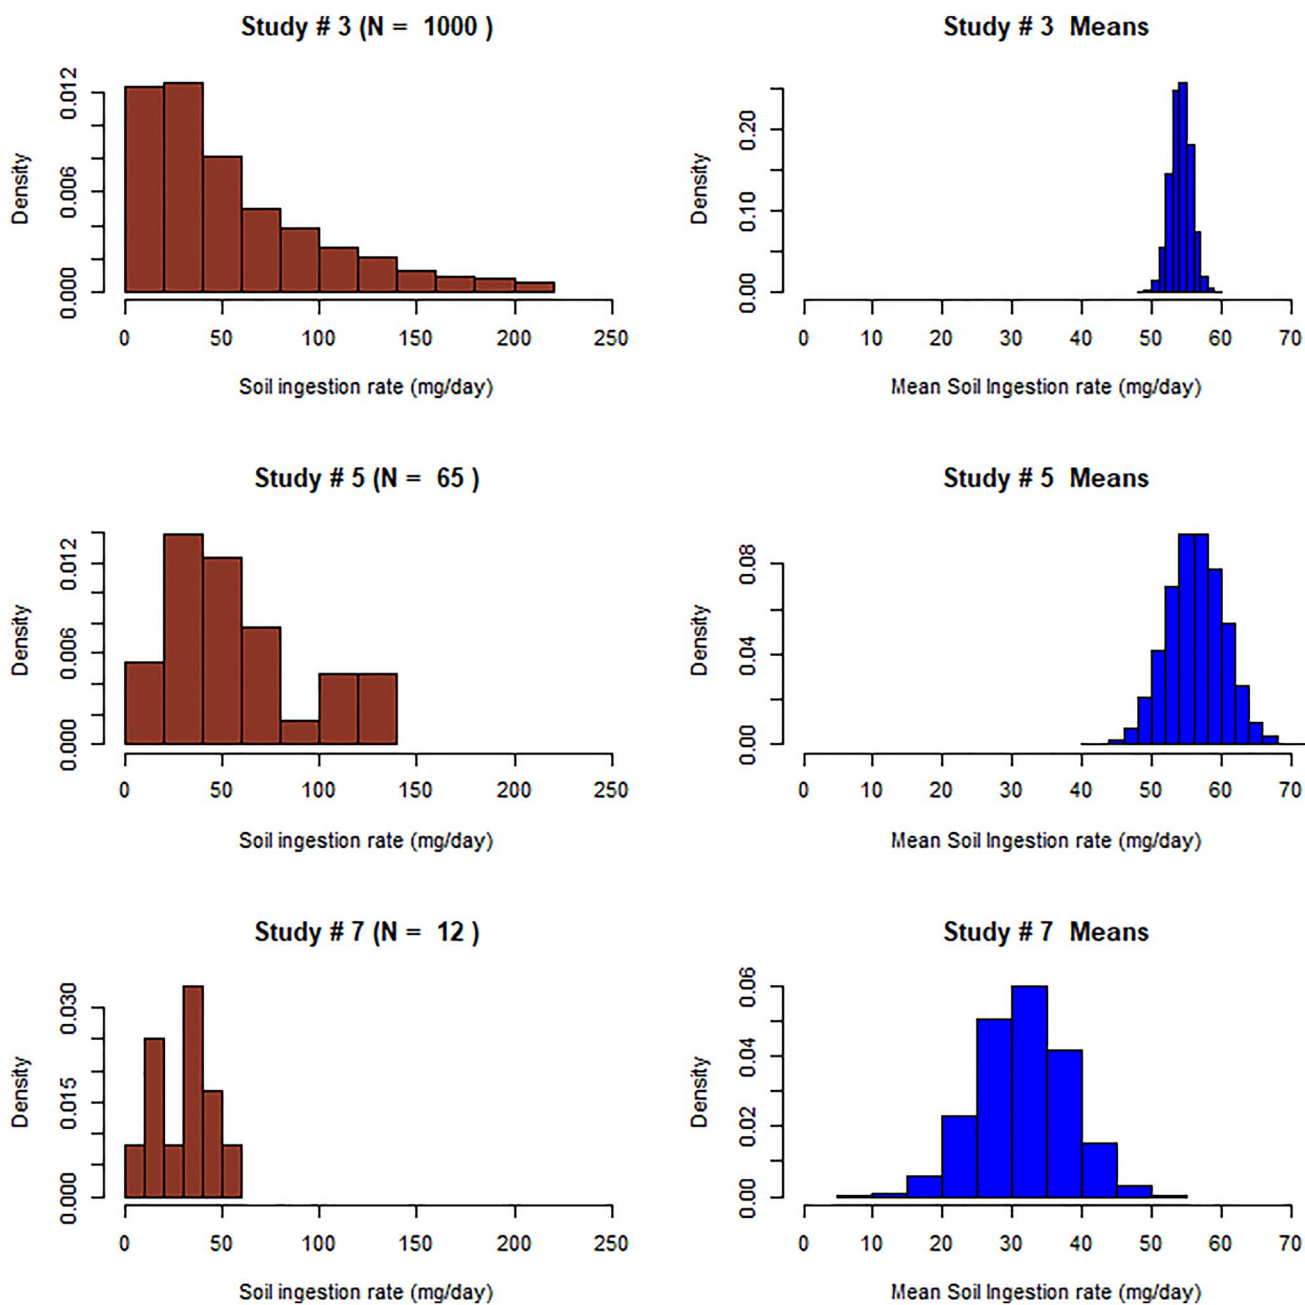 Study # 3 (N =  1000 )
Density
0.000
0.006
0.012
0 50 100 150 200 250
Soil ingestion rate (mg/day)
Study # 3  Means
Density
0.00
0.10
0.20
0 10 20 30 40 50 60 70
Mean Soil Ingestion rate (mg/day)
Study # 5 (N =  65 )
Density
0.000
0.006
0.012
0 50 100 150 200 250
Soil ingestion rate (mg/day)
Study # 5  Means
Density
0.00
0.04
0.08
0 10 20 30 40 50 60 70
Mean Soil Ingestion rate (mg/day)
Study # 7 (N =  12 )
Density
0.000
0.015
0.030
0 50 100 150 200 250
Soil ingestion rate (mg/day)
Study # 7  Means
Density
0.00
0.02
0.04
0.06
0 10 20 30 40 50 60 70
Mean Soil Ingestion rate (mg/day)